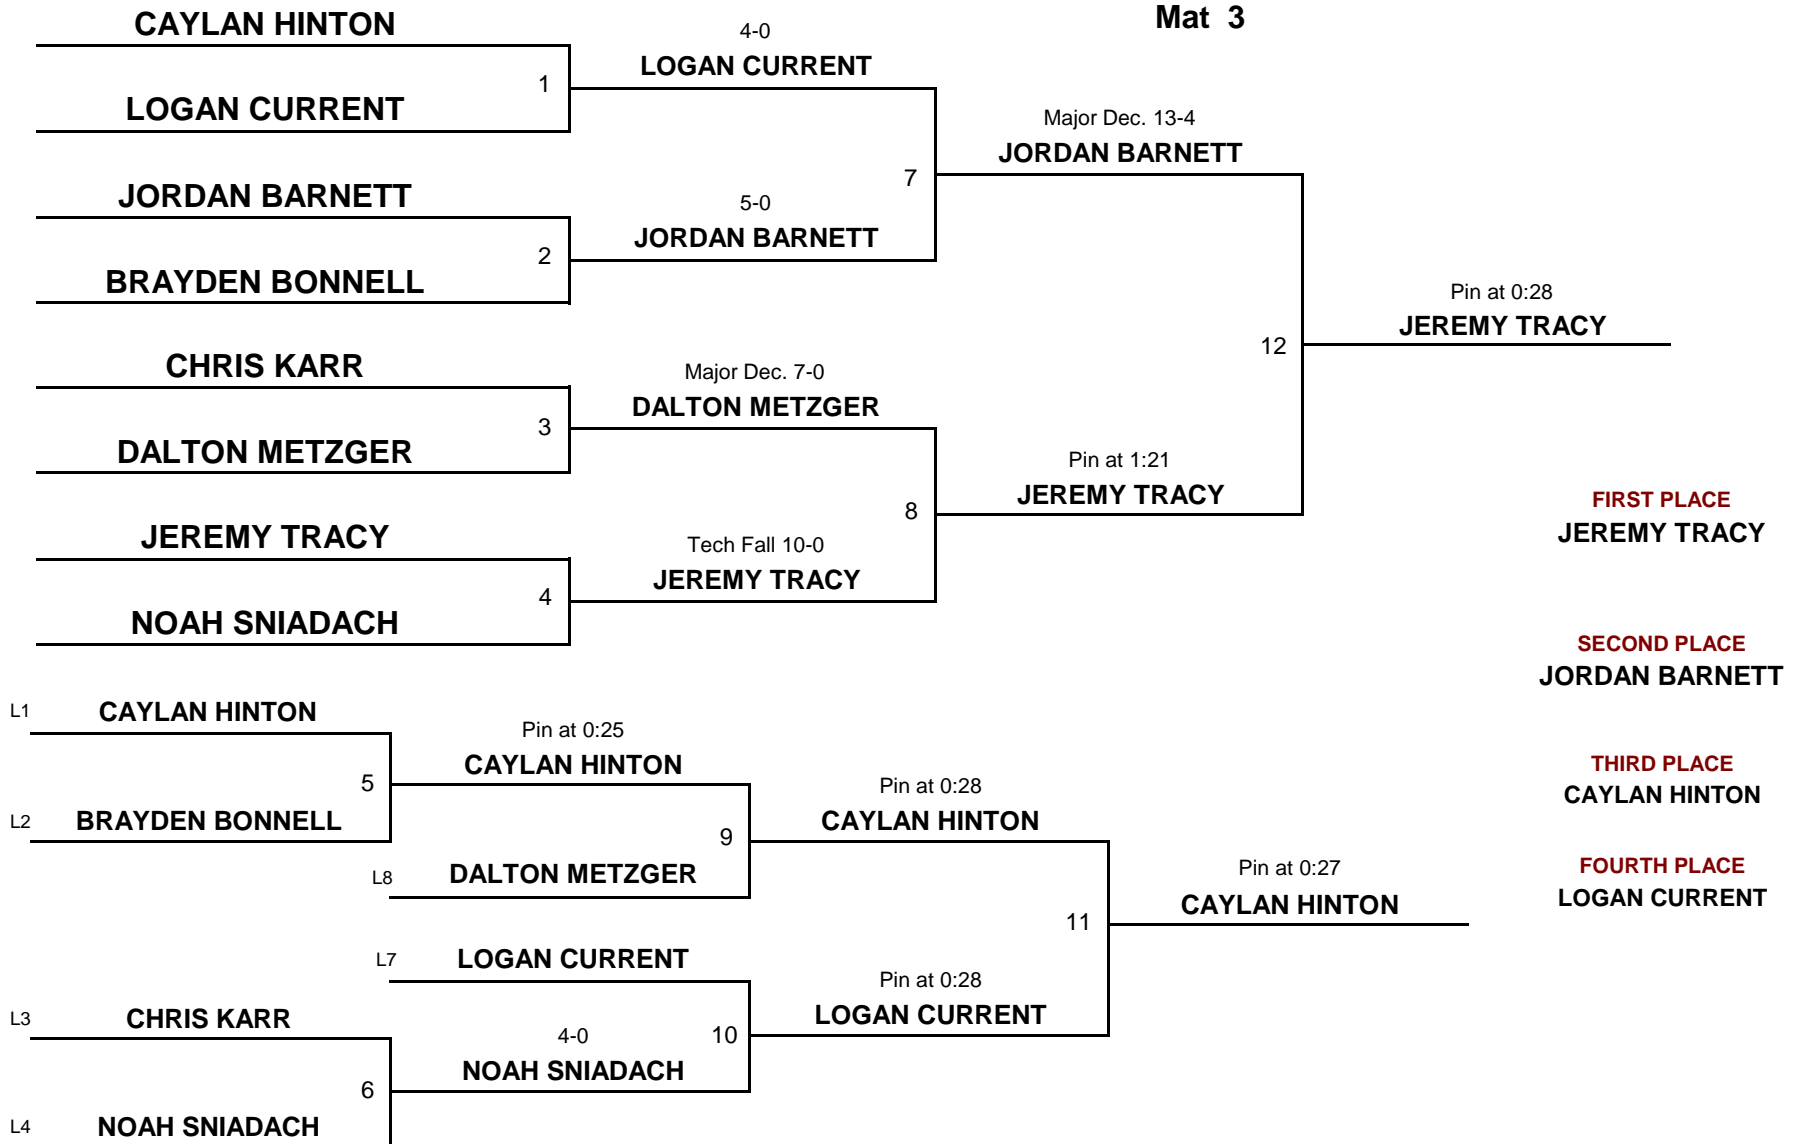 Mat 3
CAYLAN HINTON
4-0
LOGAN CURRENT
1
LOGAN CURRENT
Major Dec. 13-4
JORDAN BARNETT
7
JORDAN BARNETT
5-0
JORDAN BARNETT
2
BRAYDEN BONNELL
Pin at 0:28
JEREMY TRACY
12
CHRIS KARR
Major Dec. 7-0
DALTON METZGER
3
DALTON METZGER
Pin at 1:21
JEREMY TRACY
8
JEREMY TRACY
Tech Fall 10-0
JEREMY TRACY
4
NOAH SNIADACH
FIRST PLACE
JEREMY TRACY
SECOND PLACE
JORDAN BARNETT
THIRD PLACE
CAYLAN HINTON
FOURTH PLACE
LOGAN CURRENT
L1 CAYLAN HINTON
Pin at 0:25
CAYLAN HINTON
5
L2 BRAYDEN BONNELL
Pin at 0:28
CAYLAN HINTON
9
L8 DALTON METZGER
Pin at 0:27
CAYLAN HINTON
11
L7 LOGAN CURRENT
Pin at 0:28
LOGAN CURRENT
L3 CHRIS KARR
4-0
10
NOAH SNIADACH
6
L4 NOAH SNIADACH